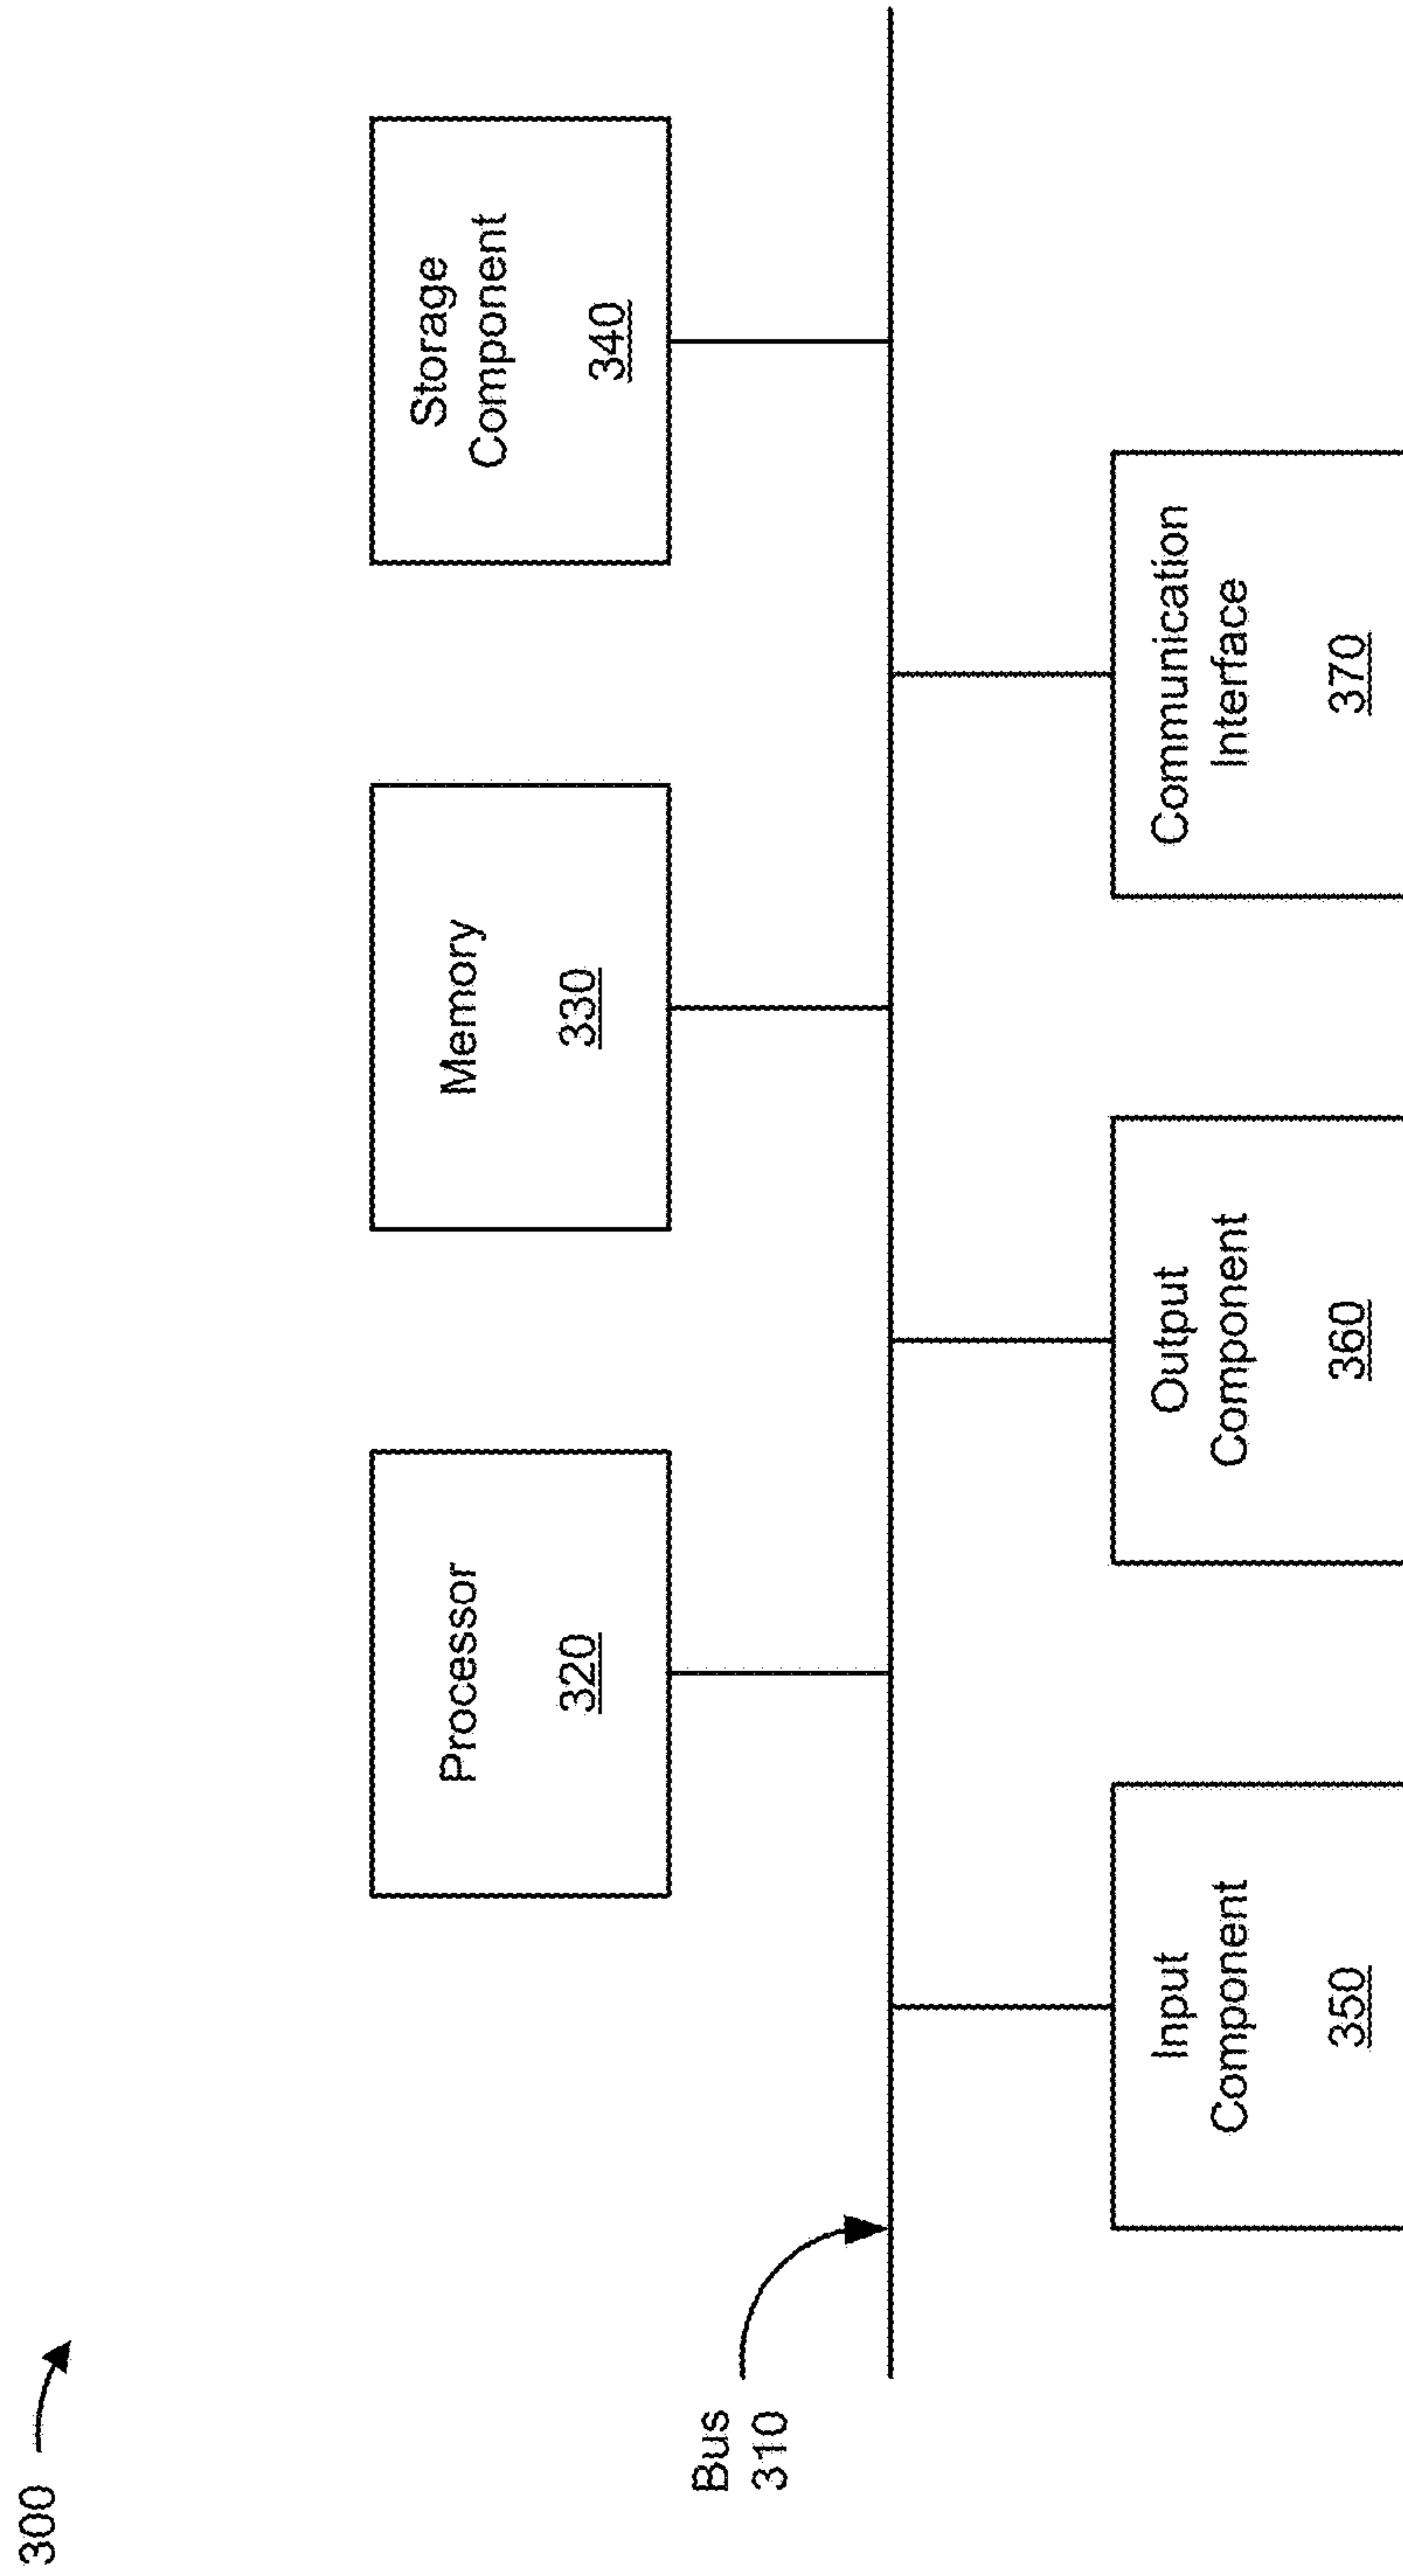 300
Processor
320
Memory
330
Storage
Component
340
Bus
310
Input
Component
350
Output
Component
360
Communication
Interface
370